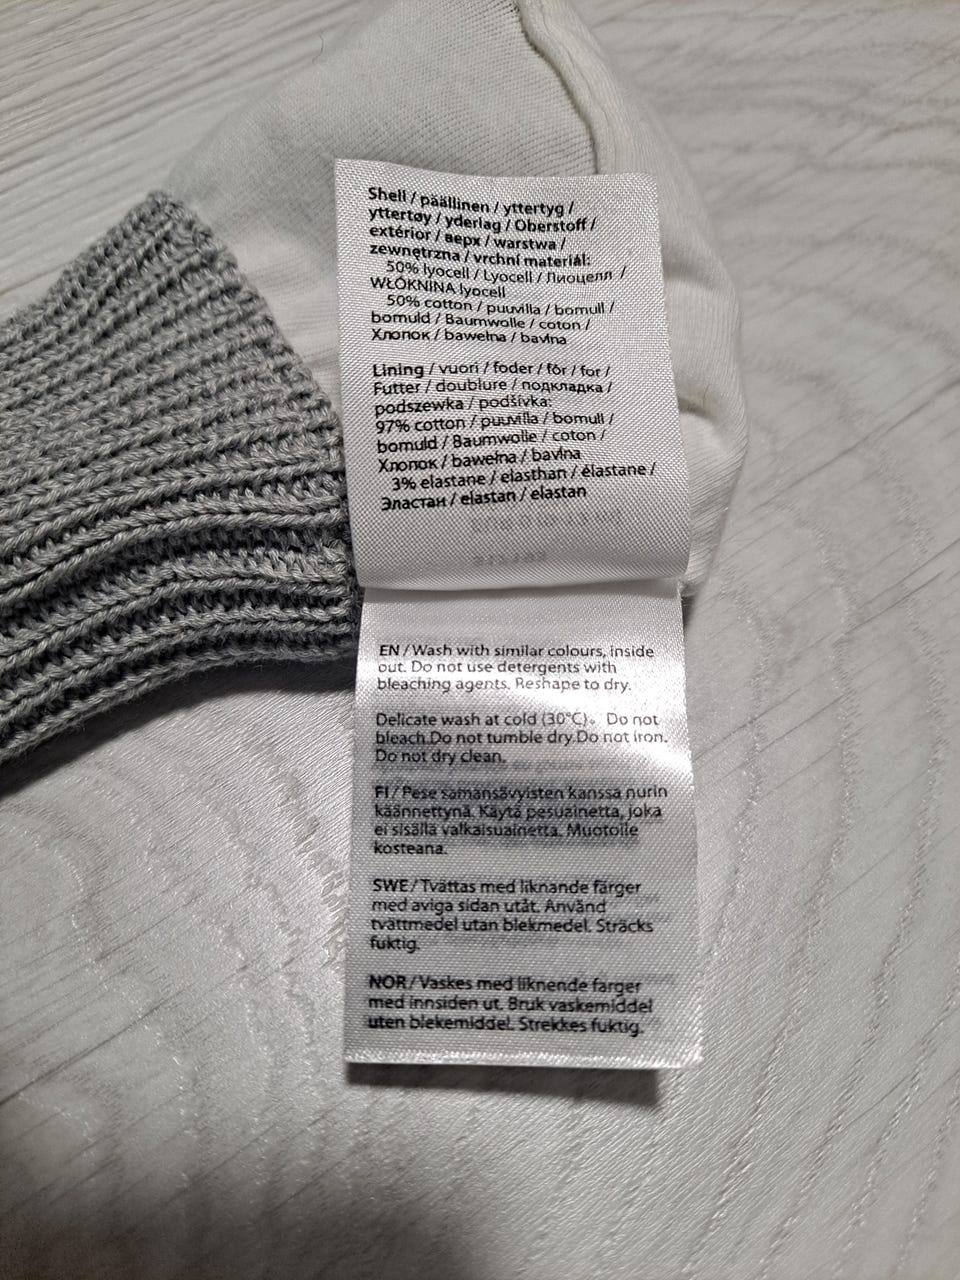 Shell / päällinen / yttertyg /
yttertøy / yderlag / Oberstoff /
extérior / верх / warstwa /
zewnętrzna / vrchní materiál:
50% lyocell / Lyocell / Лиоцелл /
WŁÓKNINA lyocell
50% cotton / puuvilla / bomull /
bomuld / Baumwolle / coton /
Хлопок / bawełna / bavlna
Lining / vuori / foder / fôr / for /
Futter / doublure / подкладка /
podszewka / podšívka:
97% cotton / puuvilla / bomull /
bomuld / Baumwolle / coton /
Хлопок / bawełna / bavlna
3% elastane / elasthan / élastane /
Эластан / elastan / elastan
EN / Wash with similar colours, inside
out. Do not use detergents with
bleaching agents. Reshape to dry.
Delicate wash at cold (30°C)。 Do not
bleach.Do not tumble dry.Do not iron.
Do not dry clean.
FI / Pese samansävyisten kanssa nurin
käännettynä. Käytä pesuainetta, joka
ei sisällä valkaisuainetta. Muotoile
kosteana.
SWE / Tvättas med liknande färger
med aviga sidan utåt. Använd
tvättmedel utan blekmedel. Sträcks
fuktig.
NOR / Vaskes med liknende farger
med innsiden ut. Bruk vaskemiddel
uten blekemiddel. Strekkes fuktig.